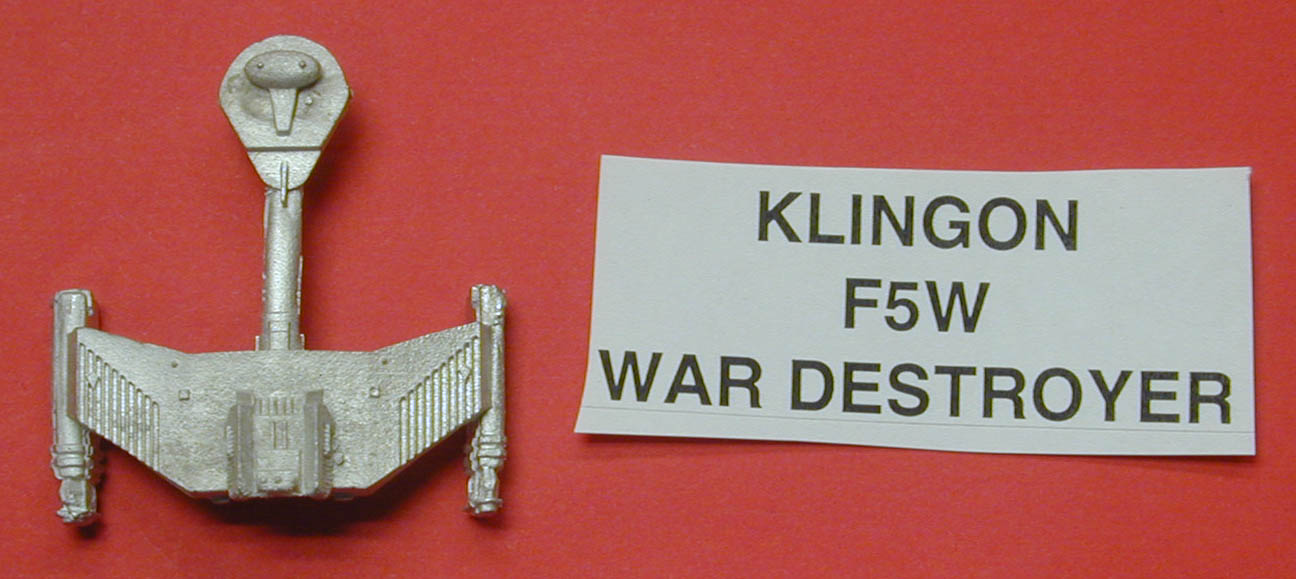 KLINGON
F5W
WAR DESTROYER